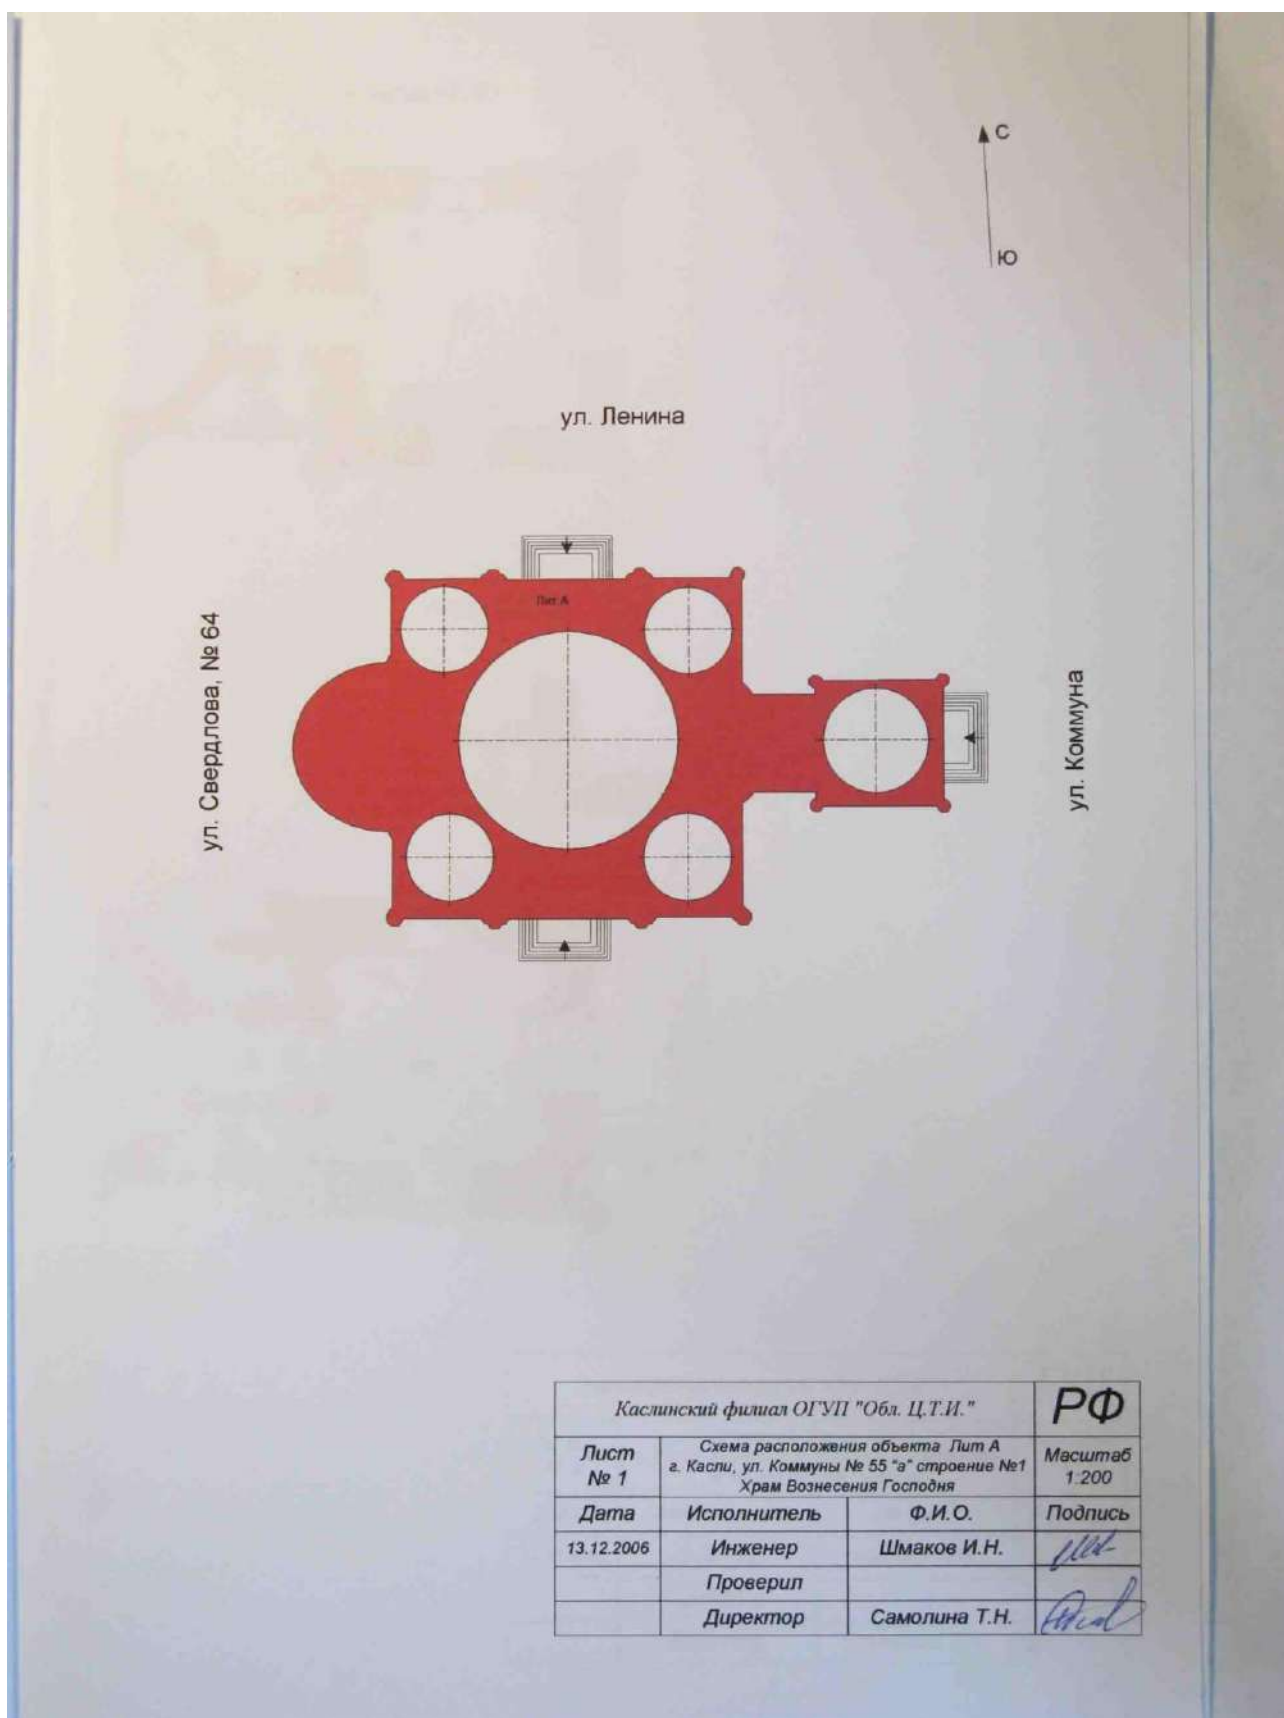 С
Ю
ул. Ленина
Лит А
ул. Свердлова, № 64
ул. Коммуна
Каслинский филиал ОГУП "Обл. Ц.Т.И."
РФ
Лист № 1
Схема расположения объекта Лит А
г. Касли, ул. Коммуны № 55 "а" строение №1
Храм Вознесения Господня
Масштаб 1:200
Дата Исполнитель Ф.И.О. Подпись
13.12.2006 Инженер Шмаков И.Н.
Проверил
Директор Самолина Т.Н.